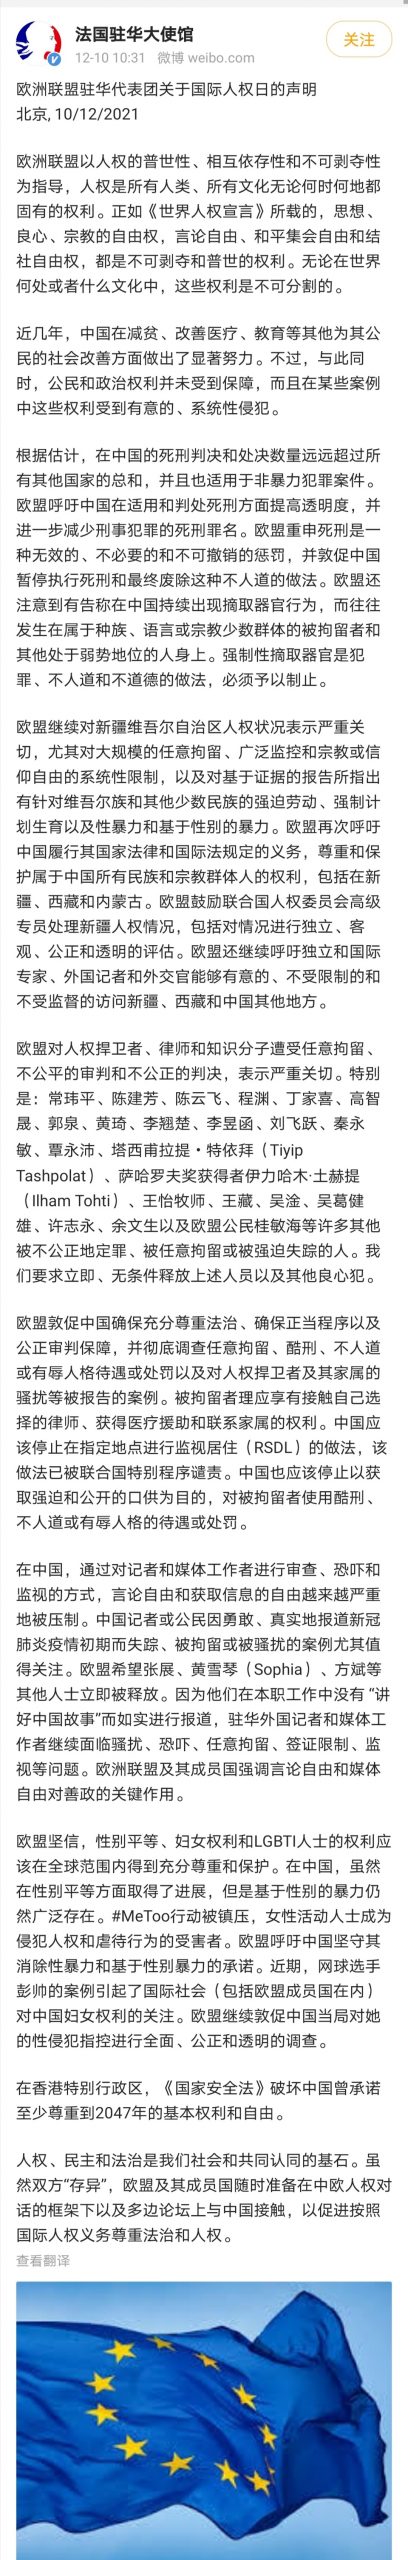 法国驻华大使馆
关注
12-10 10:31 微博 weibo.com
欧洲联盟驻华代表团关于国际人权日的声明
北京, 10/12/2021
欧洲联盟以人权的普世性、相互依存性和不可剥夺性
为指导，人权是所有人类、所有文化无论何时何地都
固有的权利。正如《世界人权宣言》所载的，思想、
良心、宗教的自由权，言论自由、和平集会自由和结
社自由权，都是不可剥夺和普世的权利。无论在世界
何处或者什么文化中，这些权利是不可分割的。
近几年，中国在减贫、改善医疗、教育等其他为其公
民的社会改善方面做出了显著努力。不过，与此同
时，公民和政治权利并未受到保障，而且在某些案例
中这些权利受到有意的、系统性侵犯。
根据估计，在中国的死刑判决和处决数量远远超过所
有其他国家的总和，并且也适用于非暴力犯罪案件。
欧盟呼吁中国在适用和判处死刑方面提高透明度，并
进一步减少刑事犯罪的死刑罪名。欧盟重申死刑是一
种无效的、不必要的和不可撤销的惩罚，并敦促中国
暂停执行死刑和最终废除这种不人道的做法。欧盟还
注意到有告称在中国持续出现摘取器官行为，而往往
发生在属于种族、语言或宗教少数群体的被拘留者和
其他处于弱势地位的人身上。强制性摘取器官是犯
罪、不人道和不道德的做法，必须予以制止。
欧盟继续对新疆维吾尔自治区人权状况表示严重关
切，尤其对大规模的任意拘留、广泛监控和宗教或信
仰自由的系统性限制，以及对基于证据的报告所指出
有针对维吾尔族和其他少数民族的强迫劳动、强制计
划生育以及性暴力和基于性别的暴力。欧盟再次呼吁
中国履行其国家法律和国际法规定的义务，尊重和保
护属于中国所有民族和宗教群体人的权利，包括在新
疆、西藏和内蒙古。欧盟鼓励联合国人权委员会高级
专员处理新疆人权情况，包括对情况进行独立、客
观、公正和透明的评估。欧盟还继续呼吁独立和国际
专家、外国记者和外交官能够有意的、不受限制的和
不受监督的访问新疆、西藏和中国其他地方。
欧盟对人权捍卫者、律师和知识分子遭受任意拘留、
不公平的审判和不公正的判决，表示严重关切。特别
是：常玮平、陈建芳、陈云飞、程渊、丁家喜、高智
晟、郭泉、黄琦、李翘楚、李昱函、刘飞跃、秦永
敏、覃永沛、塔西甫拉提・特依拜（Tiyip
Tashpolat）、萨哈罗夫奖获得者伊力哈木·土赫提
（Ilham Tohti）、王怡牧师、王藏、吴淦、吴葛健
雄、许志永、余文生以及欧盟公民桂敏海等许多其他
被不公正地定罪、被任意拘留或被强迫失踪的人。我
们要求立即、无条件释放上述人员以及其他良心犯。
欧盟敦促中国确保充分尊重法治、确保正当程序以及
公正审判保障，并彻底调查任意拘留、酷刑、不人道
或有辱人格待遇或处罚以及对人权捍卫者及其家属的
骚扰等被报告的案例。被拘留者理应享有接触自己选
择的律师、获得医疗援助和联系家属的权利。中国应
该停止在指定地点进行监视居住（RSDL）的做法，该
做法已被联合国特别程序谴责。中国也应该停止以获
取强迫和公开的口供为目的，对被拘留者使用酷刑、
不人道或有辱人格的待遇或处罚。
在中国，通过对记者和媒体工作者进行审查、恐吓和
监视的方式，言论自由和获取信息的自由越来越严重
地被压制。中国记者或公民因勇敢、真实地报道新冠
肺炎疫情初期而失踪、被拘留或被骚扰的案例尤其值
得关注。欧盟希望张展、黄雪琴（Sophia）、方斌等
其他人士立即被释放。因为他们在本职工作中没有“讲
好中国故事”而如实进行报道，驻华外国记者和媒体工
作者继续面临骚扰、恐吓、任意拘留、签证限制、监
视等问题。欧洲联盟及其成员国强调言论自由和媒体
自由对善政的关键作用。
欧盟坚信，性别平等、妇女权利和LGBTI人士的权利应
该在全球范围内得到充分尊重和保护。在中国，虽然
在性别平等方面取得了进展，但是基于性别的暴力仍
然广泛存在。#MeToo行动被镇压，女性活动人士成为
侵犯人权和虐待行为的受害者。欧盟呼吁中国坚守其
消除性暴力和基于性别暴力的承诺。近期，网球选手
彭帅的案例引起了国际社会（包括欧盟成员国在内）
对中国妇女权利的关注。欧盟继续敦促中国当局对她
的性侵犯指控进行全面、公正和透明的调查。
在香港特别行政区，《国家安全法》破坏中国曾承诺
至少尊重到2047年的基本权利和自由。
人权、民主和法治是我们社会和共同认同的基石。虽
然双方“存异”，欧盟及其成员国随时准备在中欧人权对
话的框架下以及多边论坛上与中国接触，以促进按照
国际人权义务尊重法治和人权。
查看翻译